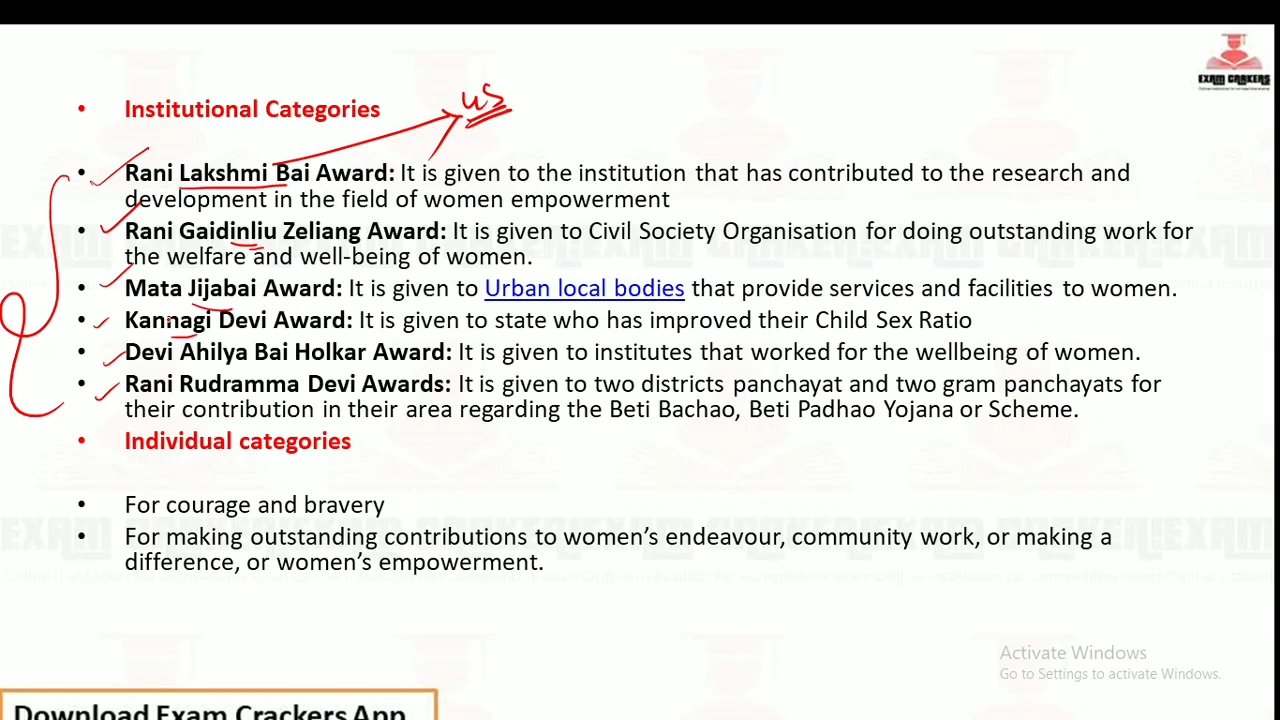 EXAM CRAKERS
• Institutional Categories
us
• Rani Lakshmi Bai Award: It is given to the institution that has contributed to the research and
development in the field of women empowerment
• Rani Gaidinliu Zeliang Award: It is given to Civil Society Organisation for doing outstanding work for
the welfare and well-being of women.
• Mata Jijabai Award: It is given to Urban local bodies that provide services and facilities to women.
• Kannagi Devi Award: It is given to state who has improved their Child Sex Ratio
• Devi Ahilya Bai Holkar Award: It is given to institutes that worked for the wellbeing of women.
• Rani Rudramma Devi Awards: It is given to two districts panchayat and two gram panchayats for
their contribution in their area regarding the Beti Bachao, Beti Padhao Yojana or Scheme.
• Individual categories
• For courage and bravery
• For making outstanding contributions to women's endeavour, community work, or making a
difference, or women's empowerment.
Activate Windows
Go to Settings to activate Windows.
Download Exam Crackers App